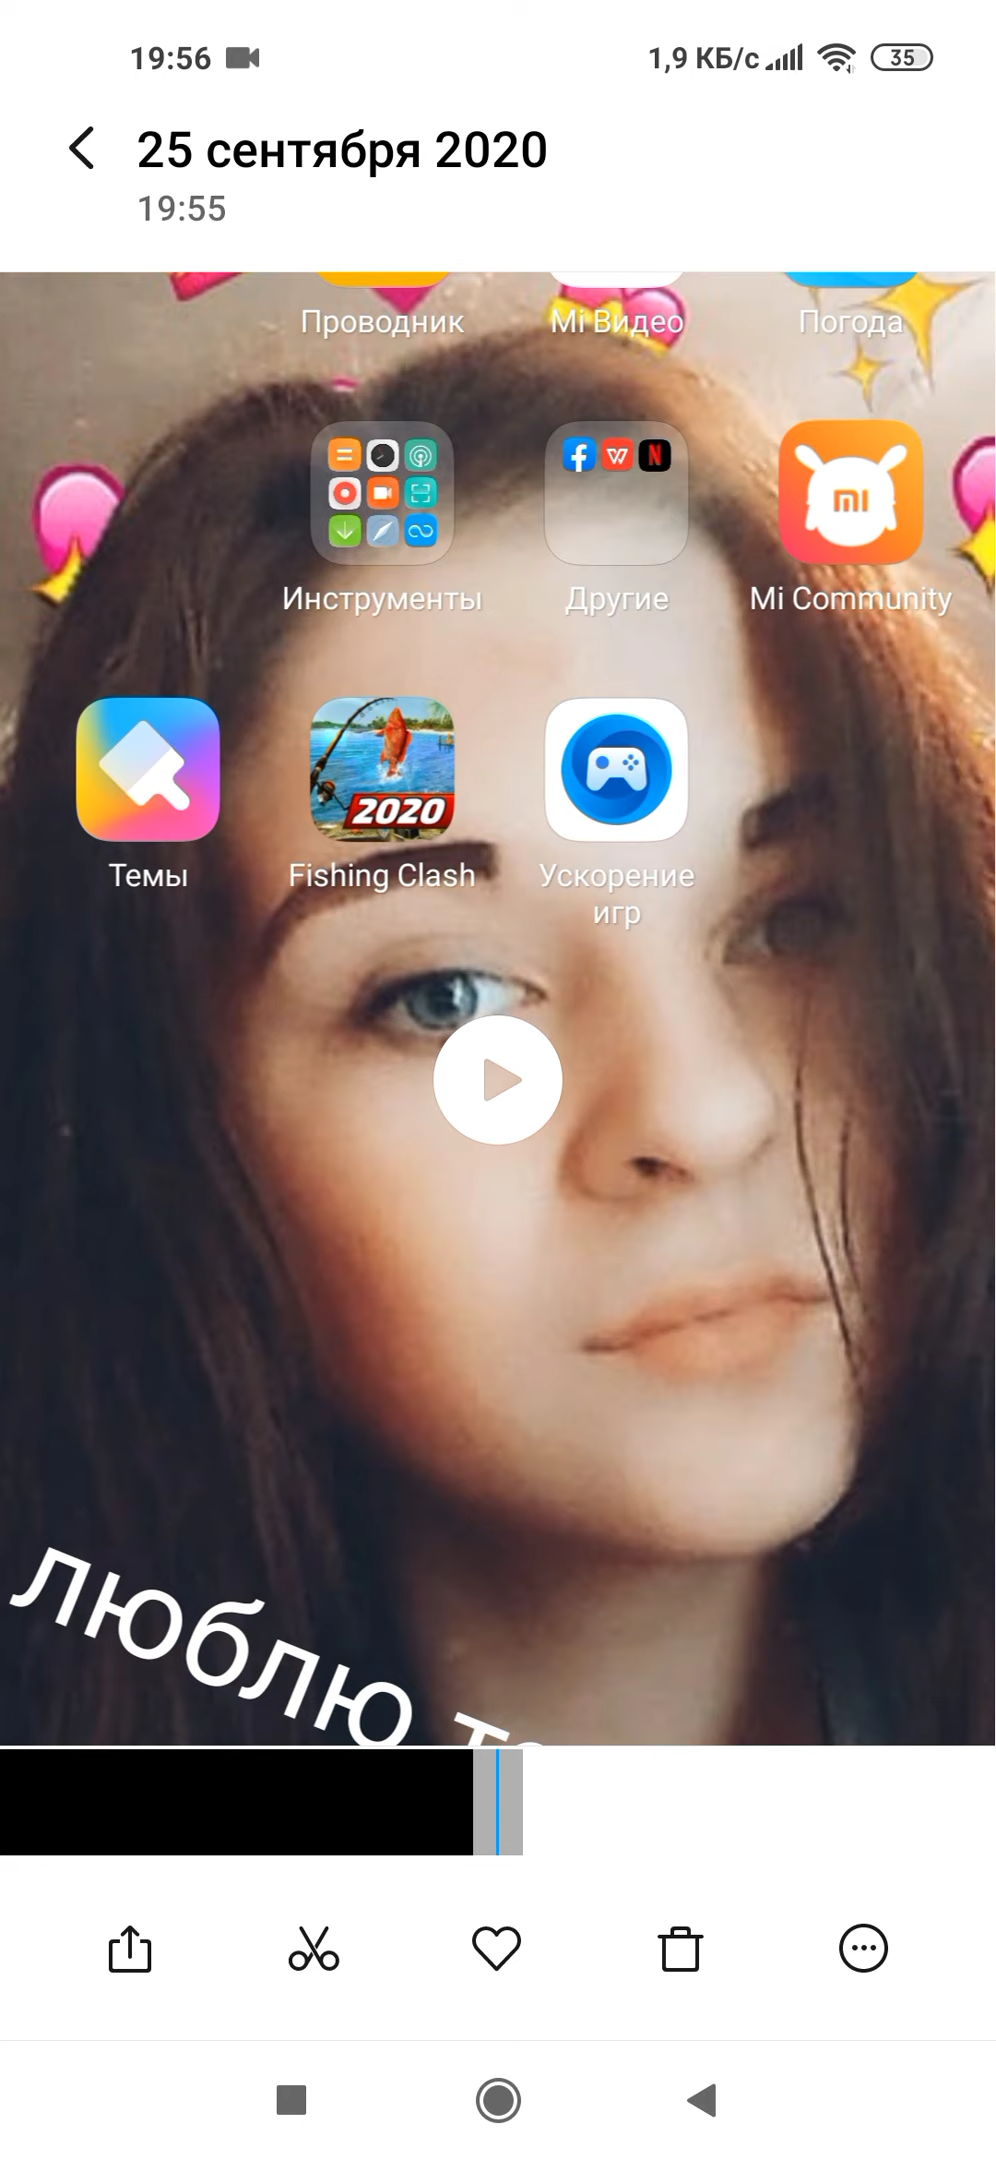 19:56 1,9 КБ/с 35
25 сентября 2020
19:55
Проводник Mi Видео Погода
Инструменты Другие Mi Community
2020
Темы Fishing Clash Ускорение
игр
люблю